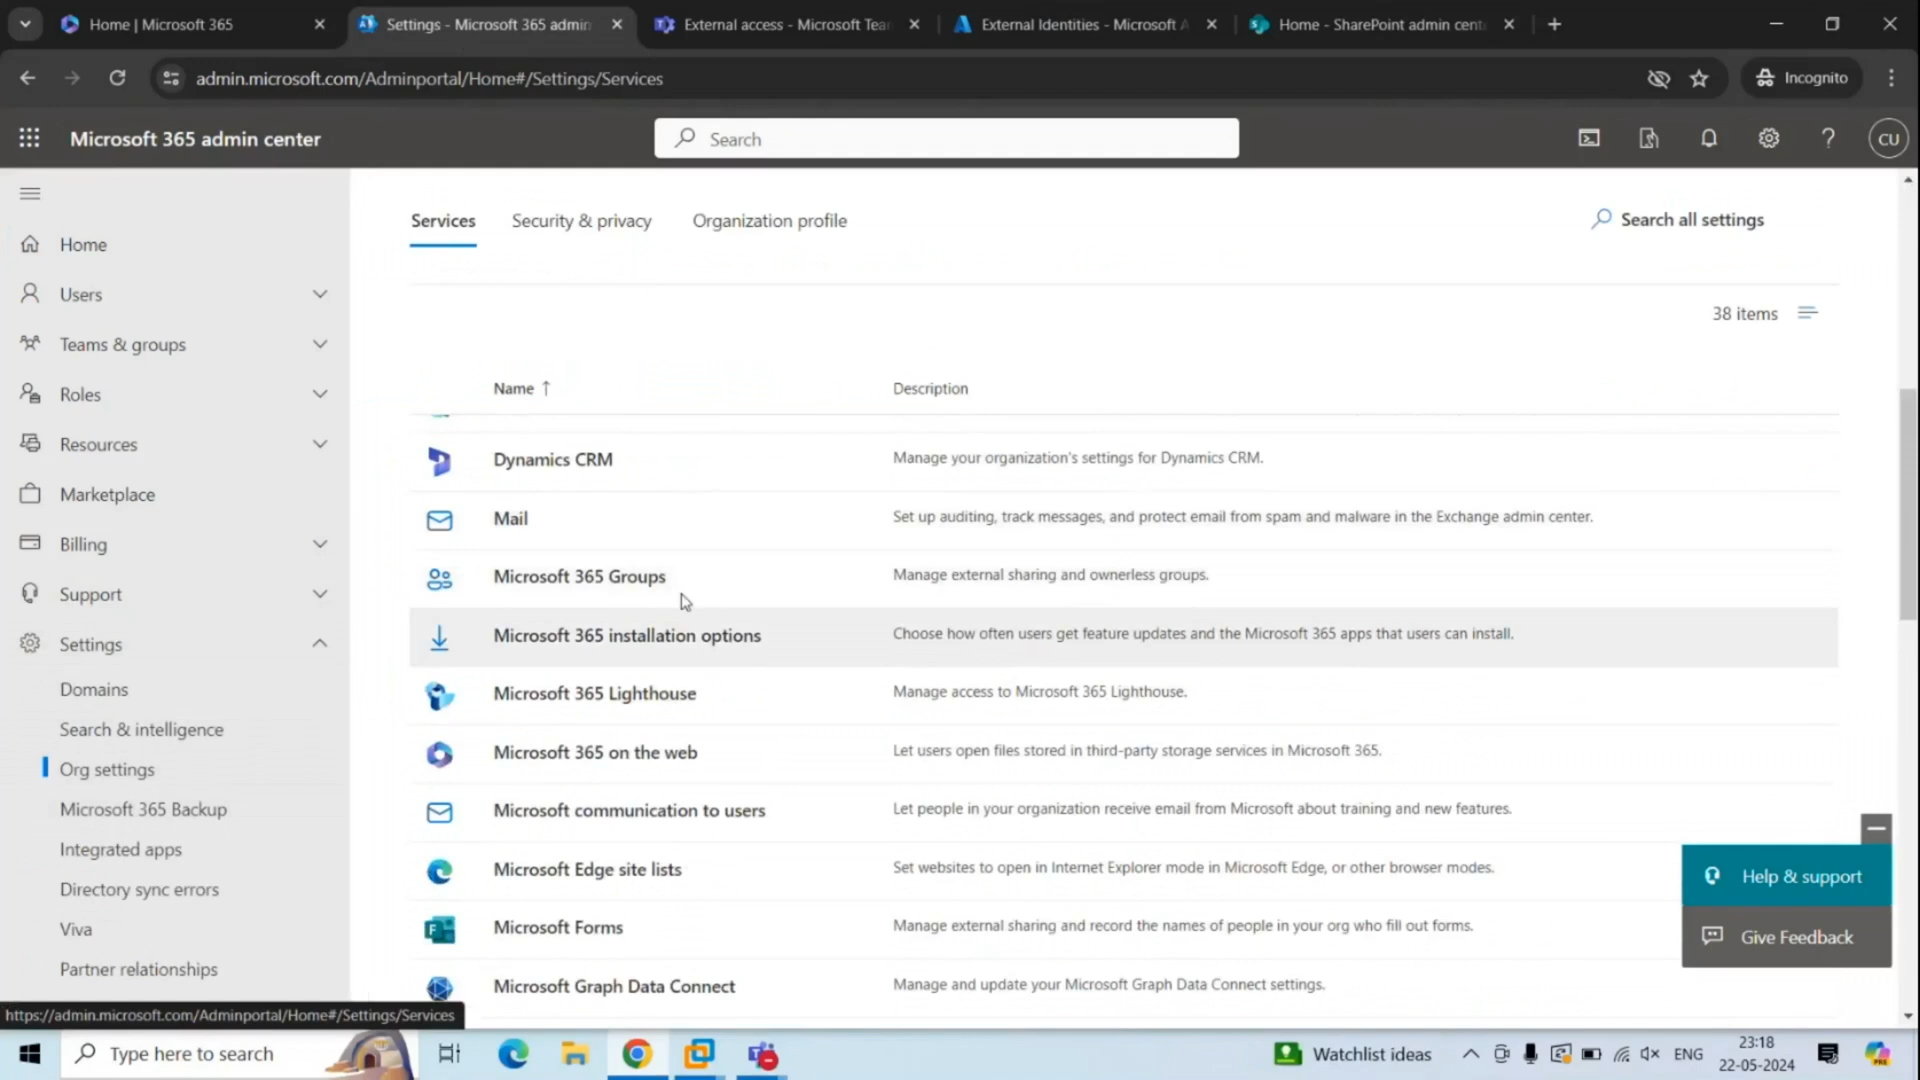 Home | Microsoft 365
Settings - Microsoft 365 admin
External access - Microsoft Tea
External Identities - Microsoft A
Home - SharePoint admin cent
admin.microsoft.com/Adminportal/Home#/Settings/Services
Incognito
Microsoft 365 admin center
Search
CU
Home
Users
Teams & groups
Roles
Resources
Marketplace
Billing
Support
Settings
Domains
Search & intelligence
Org settings
Microsoft 365 Backup
Integrated apps
Directory sync errors
Viva
Partner relationships
Services
Security & privacy
Organization profile
Search all settings
38 items
Name ↑
Description
Dynamics CRM
Manage your organization's settings for Dynamics CRM.
Mail
Set up auditing, track messages, and protect email from spam and malware in the Exchange admin center.
Microsoft 365 Groups
Manage external sharing and ownerless groups.
Microsoft 365 installation options
Choose how often users get feature updates and the Microsoft 365 apps that users can install.
Microsoft 365 Lighthouse
Manage access to Microsoft 365 Lighthouse.
Microsoft 365 on the web
Let users open files stored in third-party storage services in Microsoft 365.
Microsoft communication to users
Let people in your organization receive email from Microsoft about training and new features.
Microsoft Edge site lists
Set websites to open in Internet Explorer mode in Microsoft Edge, or other browser modes.
Microsoft Forms
Manage external sharing and record the names of people in your org who fill out forms.
Microsoft Graph Data Connect
Manage and update your Microsoft Graph Data Connect settings.
Help & support
Give Feedback
https://admin.microsoft.com/Adminportal/Home#/Settings/Services
Type here to search
Watchlist ideas
ENG
23:18
22-05-2024
PRE